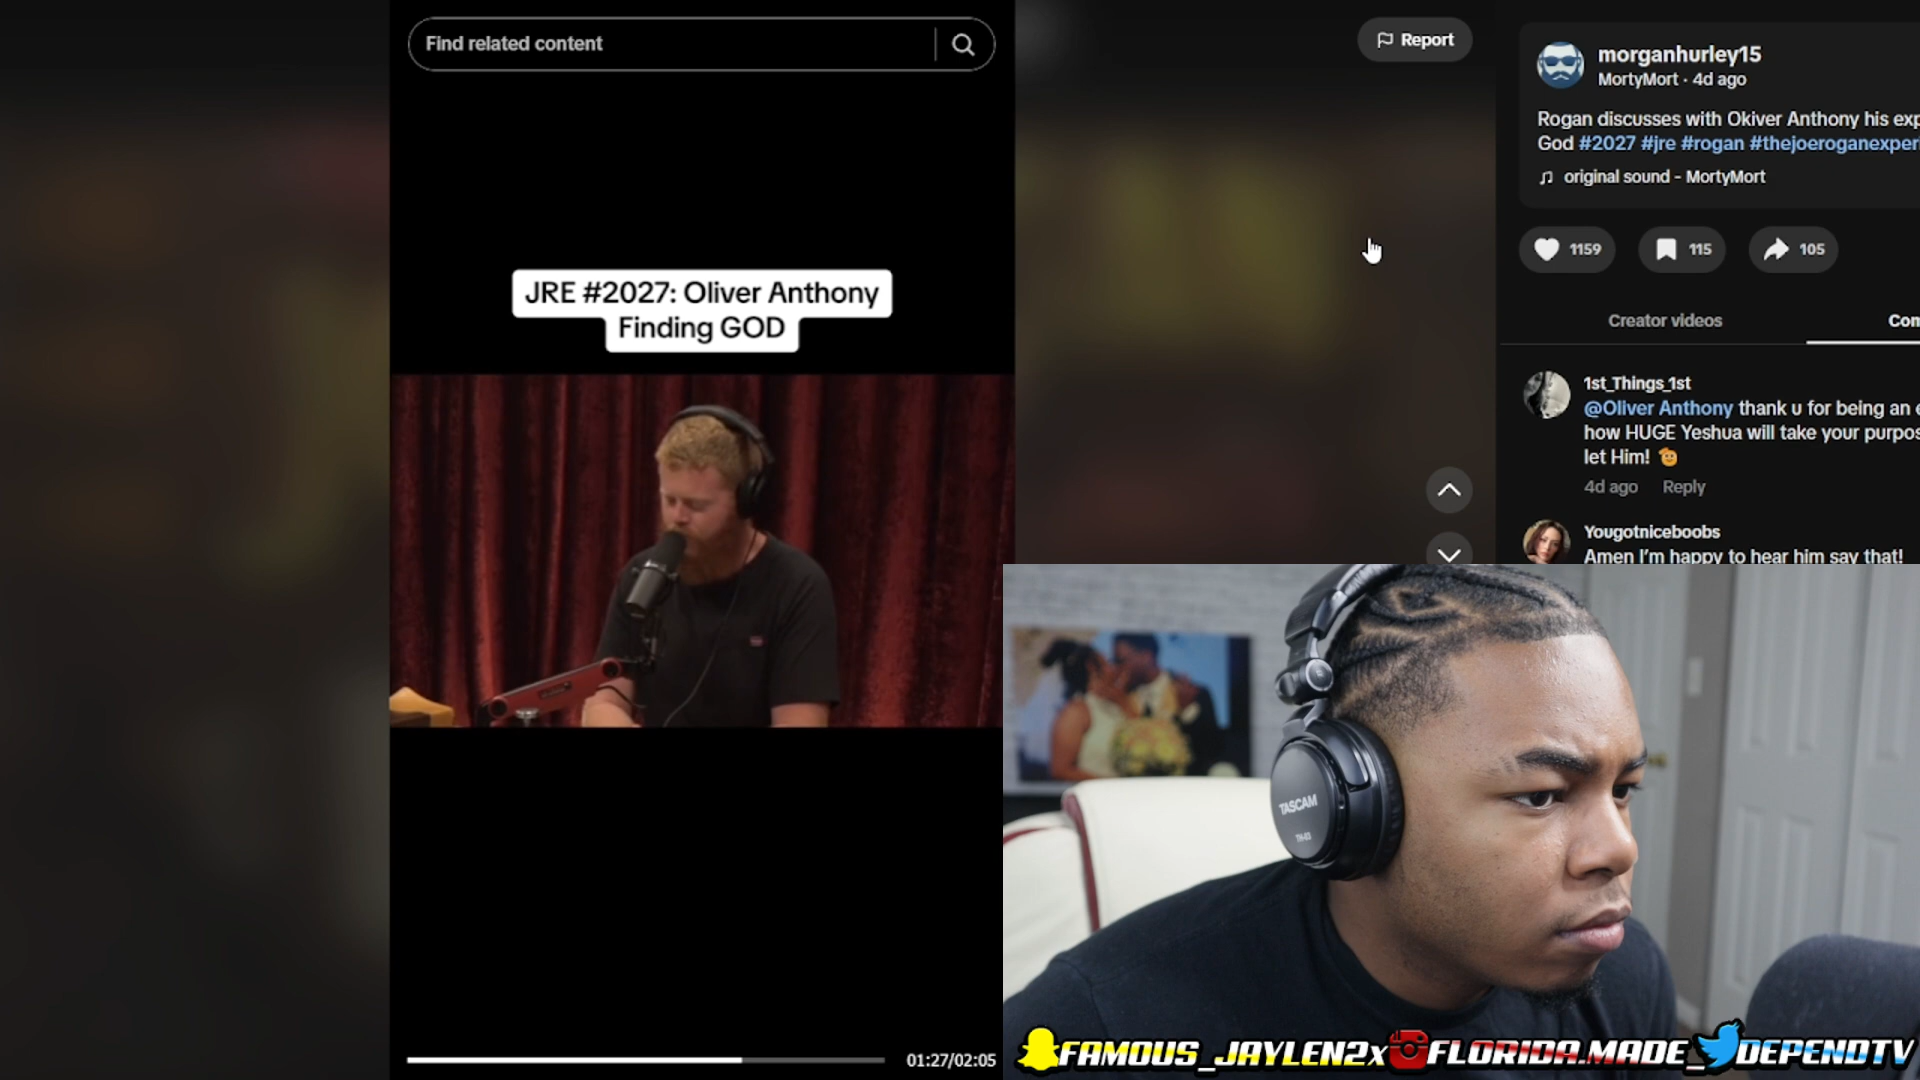 Find related content
Report
JRE #2027: Oliver Anthony
Finding GOD
01:27/02:05
morganhurley15
MortyMort · 4d ago
Rogan discusses with Okiver Anthony his exp
God #2027 #jre #rogan #thejoeroganexperi
original sound - MortyMort
1159
115
105
Creator videos
Com
1st_Things_1st
@Oliver Anthony thank u for being an e
how HUGE Yeshua will take your purpos
let Him!
4d ago Reply
Yougotniceboobs
Amen I'm happy to hear him say that!
TASCAM
TH-03
FAMOUS_JAYLEN2X FLORIDA.MADE_ DEPENDTV